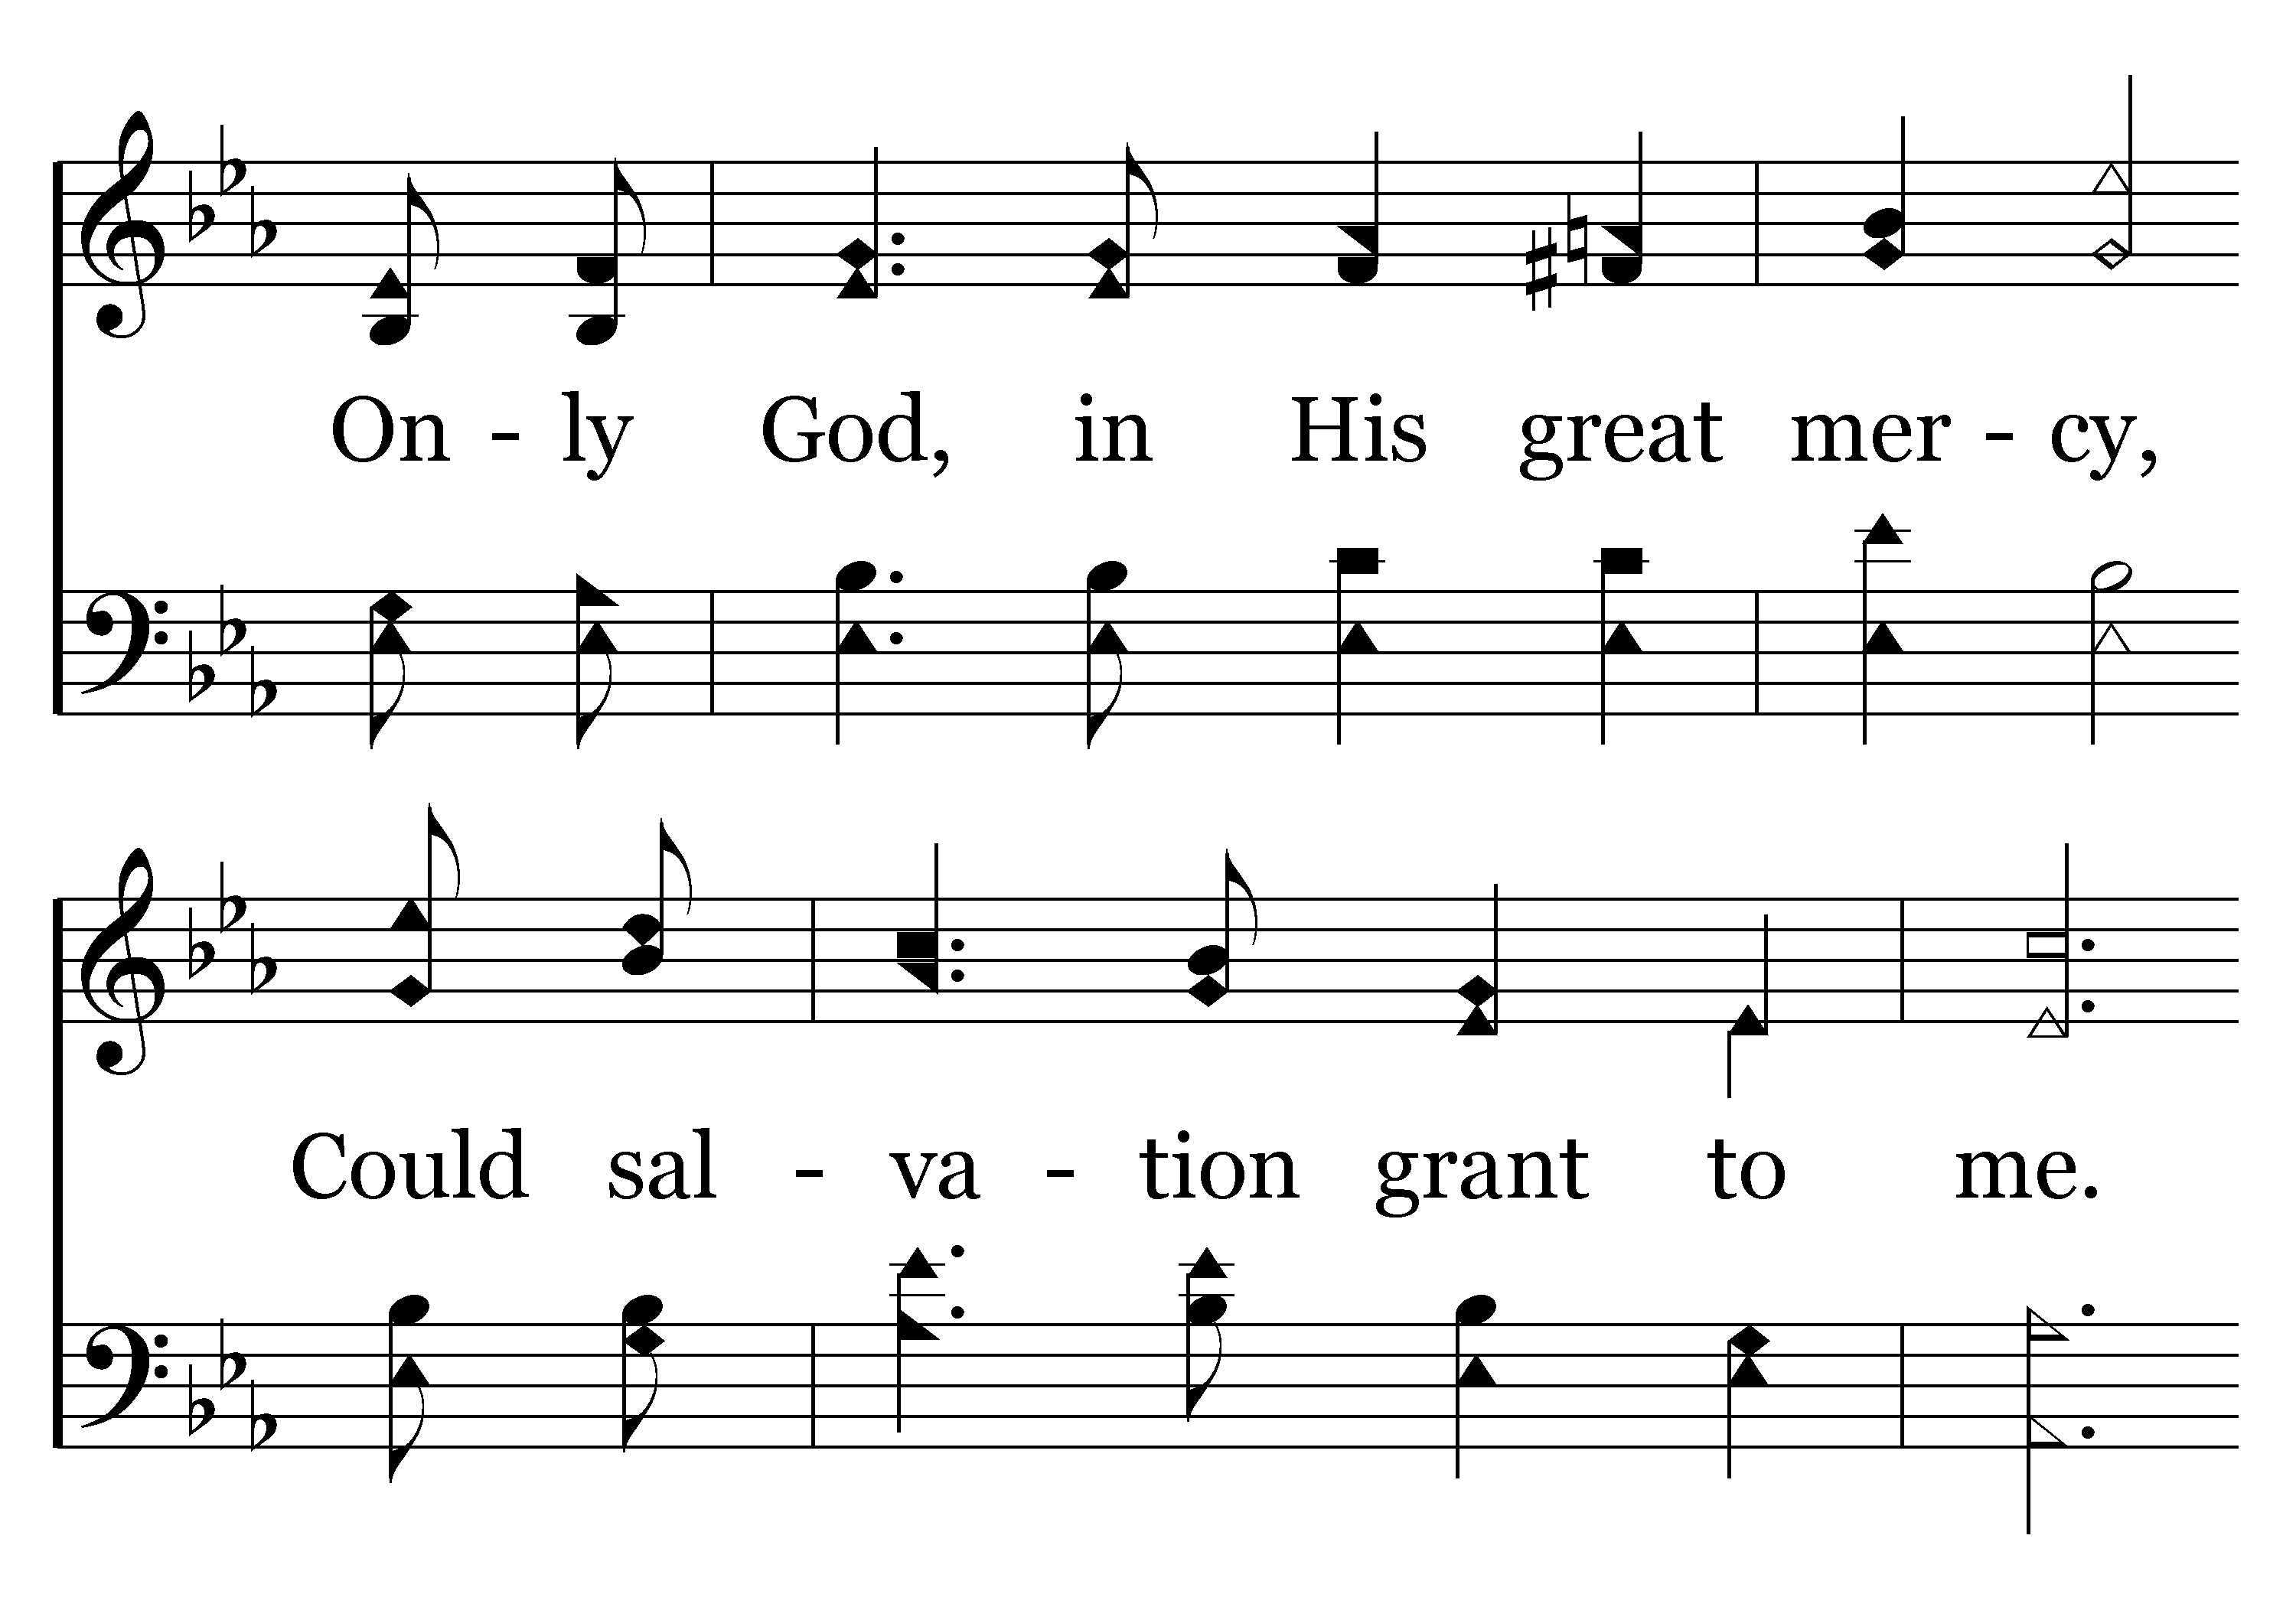 On - ly God, in His great mer - cy,
Could sal - va - tion grant to me.